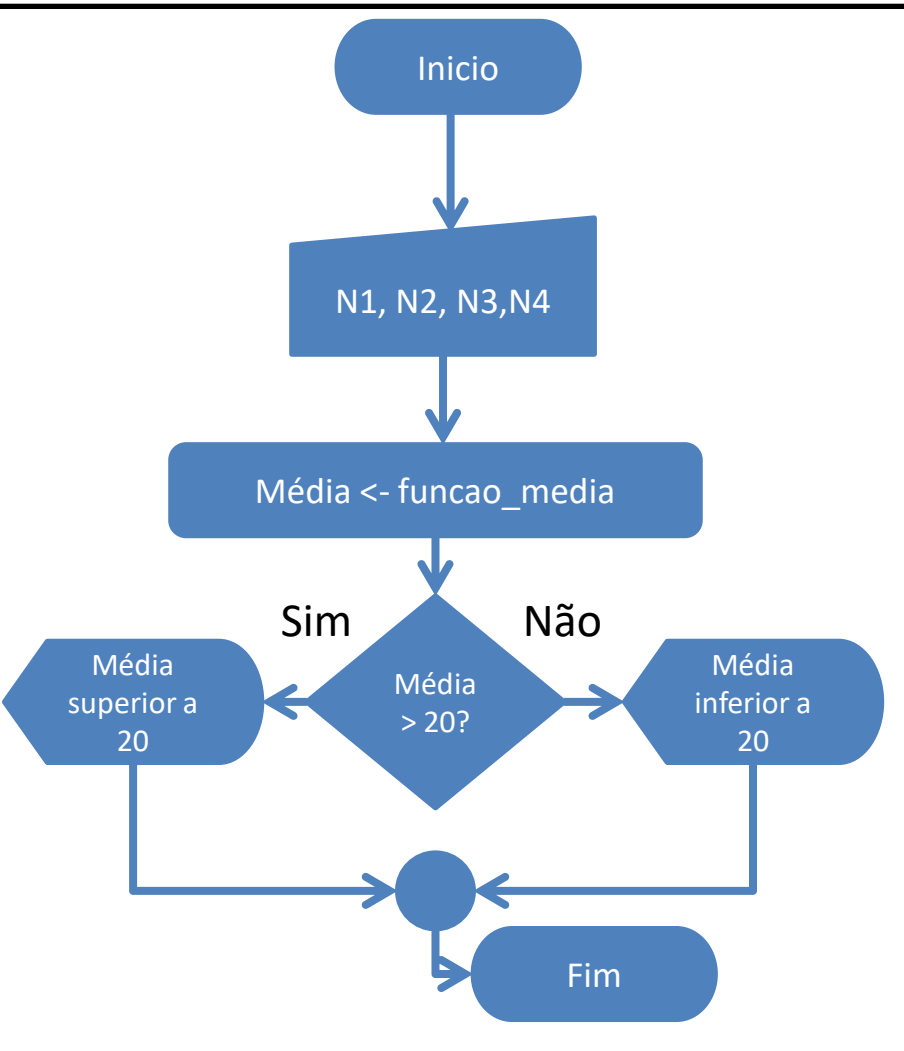 Inicio
N1, N2, N3,N4
Média <- funcao_media
Sim
Não
Média
superior a
20
Média
> 20?
Média
inferior a
20
Fim